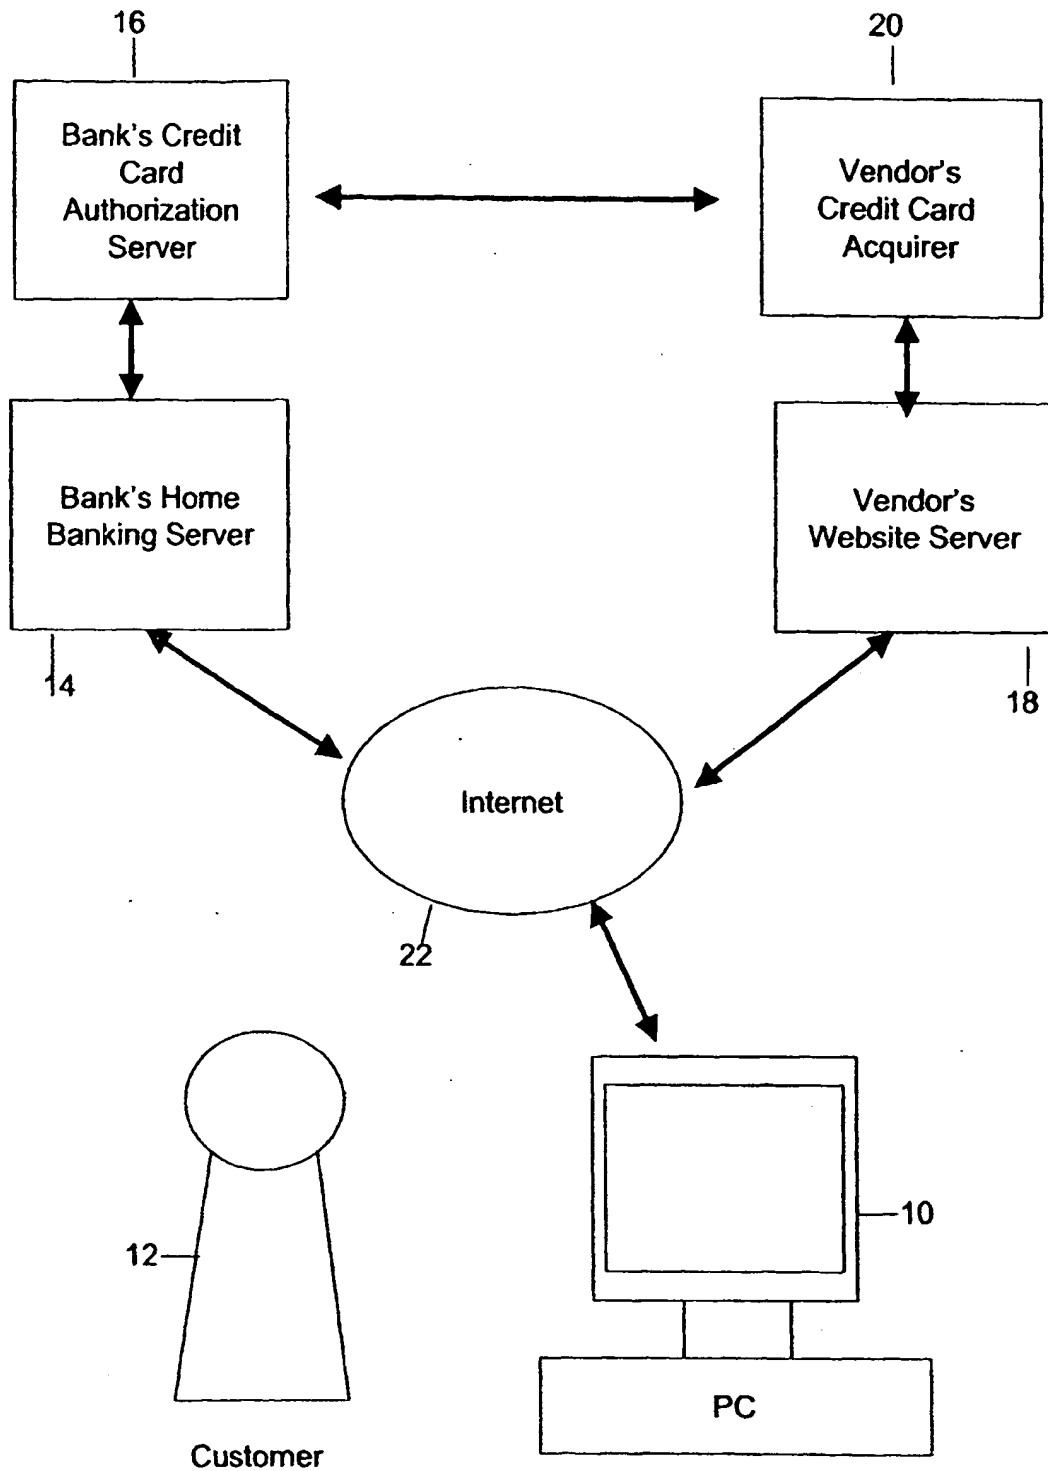 16
20
Bank's Credit
Card
Authorization
Server
Vendor's
Credit Card
Acquirer
Bank's Home
Banking Server
Vendor's
Website Server
14
18
Internet
22
12
10
PC
Customer